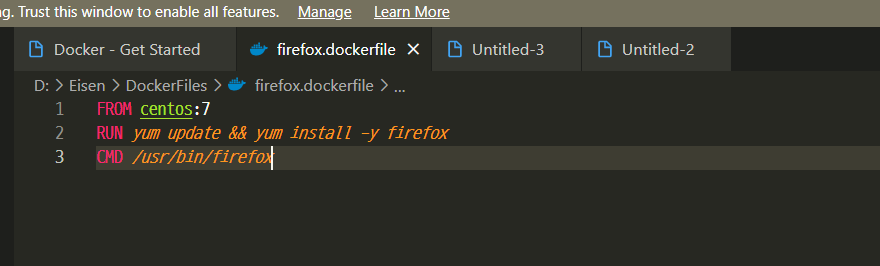 ng. Trust this window to enable all features. Manage Learn More
Docker - Get Started firefox.dockerfile Untitled-3 Untitled-2
D: > Eisen > DockerFiles > firefox.dockerfile > ...
1 FROM centos:7
2 RUN yum update && yum install -y firefox
3 CMD /usr/bin/firefox